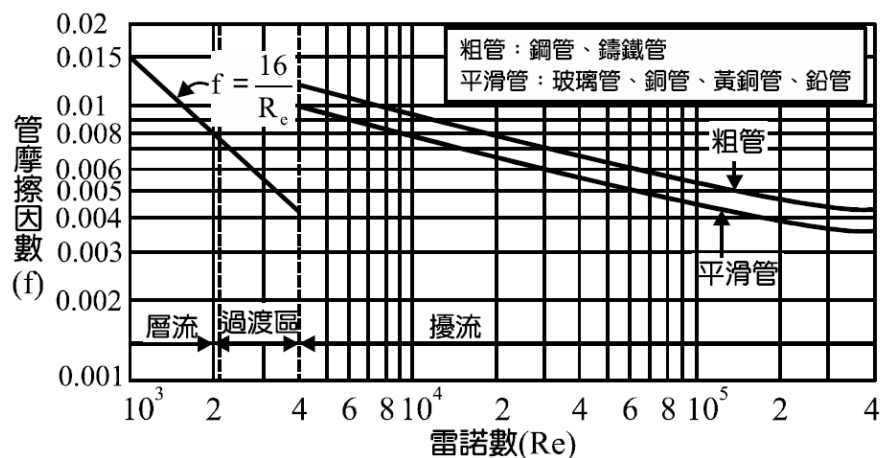 0.02
0.015
0.01
0.008
0.006
0.005
0.004
0.003
0.002
0.001
管摩擦因數(f)
f = 16/Re
粗管：鋼管、鑄鐵管
平滑管：玻璃管、銅管、黃銅管、鉛管
粗管
平滑管
層流 過渡區 擾流
10³ 2 4 6 8 10⁴ 2 4 6 8 10⁵ 2 4
雷諾數(Re)